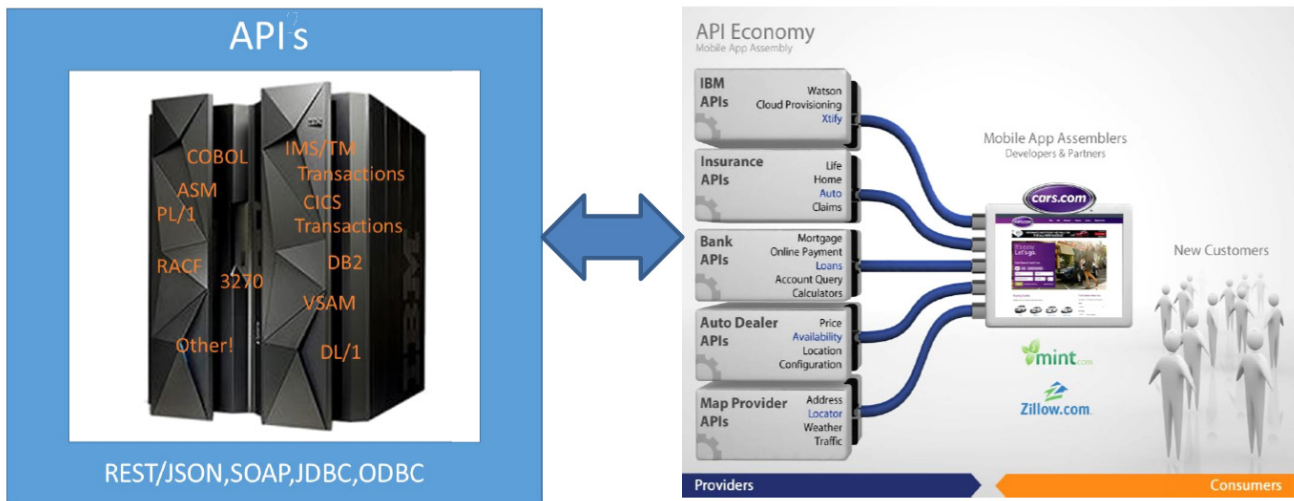 API's
COBOL
IMS/TM
Transactions
ASM
CICS
PL/1
Transactions
RACF
DB2
3270
VSAM
Other!
DL/1
IBM
REST/JSON,SOAP,JDBC,ODBC
API Economy
Mobile App Assembly
IBM
APIs
Watson
Cloud Provisioning
Xtify
Insurance
APIs
Life
Home
Auto
Claims
Bank
APIs
Mortgage
Online Payment
Loans
Account Query
Calculators
Auto Dealer
APIs
Price
Availability
Location
Configuration
Map Provider
APIs
Address
Locator
Weather
Traffic
Mobile App Assemblers
Developers & Partners
cars.com
Let's go.
mint.com
Zillow.com
New Customers
Providers
Consumers